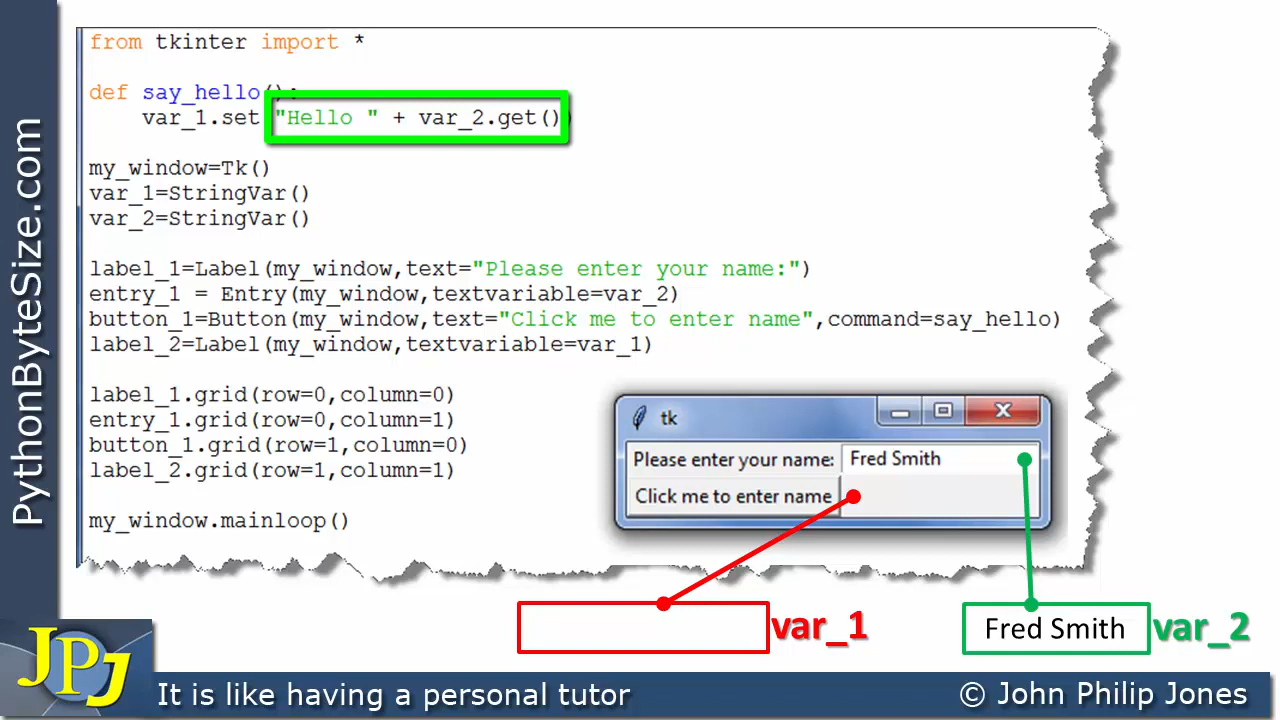 PythonByteSize.com
from tkinter import *
def say_hello():
var_1.set("Hello " + var_2.get())
my_window=Tk()
var_1=StringVar()
var_2=StringVar()
label_1=Label(my_window,text="Please enter your name:")
entry_1 = Entry(my_window,textvariable=var_2)
button_1=Button(my_window,text="Click me to enter name",command=say_hello)
label_2=Label(my_window,textvariable=var_1)
label_1.grid(row=0,column=0)
entry_1.grid(row=0,column=1)
button_1.grid(row=1,column=0)
label_2.grid(row=1,column=1)
my_window.mainloop()
tk
Please enter your name: Fred Smith
Click me to enter name
var_1
Fred Smith var_2
JPJ It is like having a personal tutor © John Philip Jones